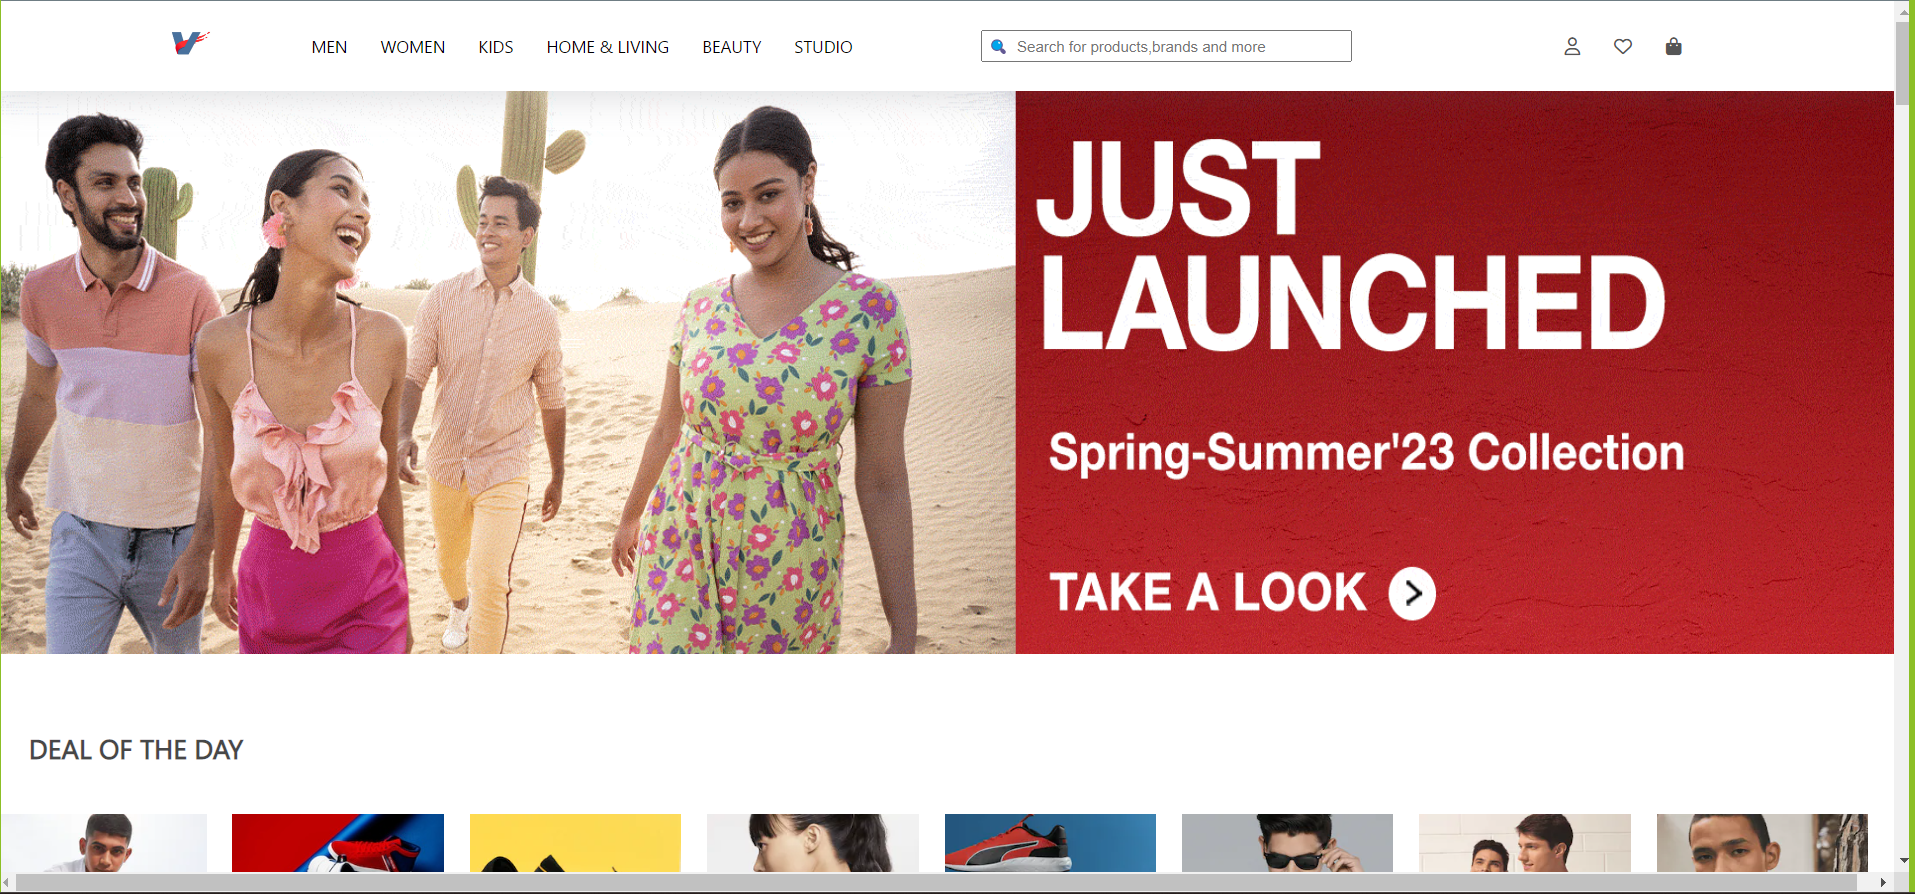 MEN WOMEN KIDS HOME & LIVING BEAUTY STUDIO Search for products,brands and more
JUST
LAUNCHED
Spring-Summer'23 Collection
TAKE A LOOK
DEAL OF THE DAY